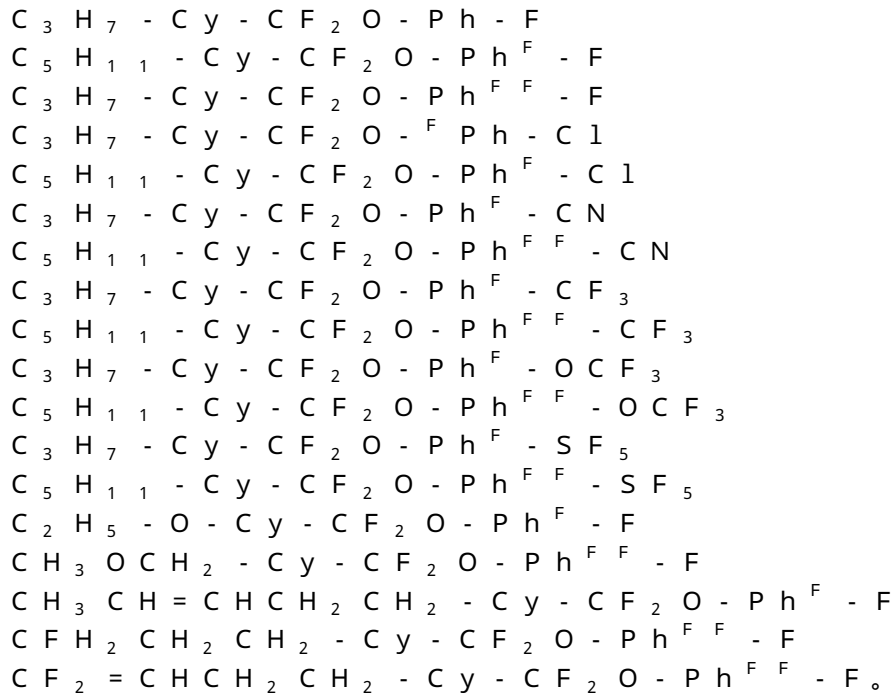 C₃H₇-Cy-CF₂O-Ph-F
C₅H₁₁-Cy-CF₂O-Phᶠ-F
C₃H₇-Cy-CF₂O-Phᶠᶠ-F
C₃H₇-Cy-CF₂O-ᶠPh-Cl
C₅H₁₁-Cy-CF₂O-Phᶠ-Cl
C₃H₇-Cy-CF₂O-Phᶠ-CN
C₅H₁₁-Cy-CF₂O-Phᶠᶠ-CN
C₃H₇-Cy-CF₂O-Phᶠ-CF₃
C₅H₁₁-Cy-CF₂O-Phᶠᶠ-CF₃
C₃H₇-Cy-CF₂O-Phᶠ-OCF₃
C₅H₁₁-Cy-CF₂O-Phᶠᶠ-OCF₃
C₃H₇-Cy-CF₂O-Phᶠ-SF₅
C₅H₁₁-Cy-CF₂O-Phᶠᶠ-SF₅
C₂H₅-O-Cy-CF₂O-Phᶠ-F
CH₃OCH₂-Cy-CF₂O-Phᶠᶠ-F
CH₃CH=CHCH₂CH₂-Cy-CF₂O-Phᶠ-F
CFH₂CH₂CH₂-Cy-CF₂O-Phᶠᶠ-F
CF₂=CHCH₂CH₂-Cy-CF₂O-Phᶠᶠ-F。